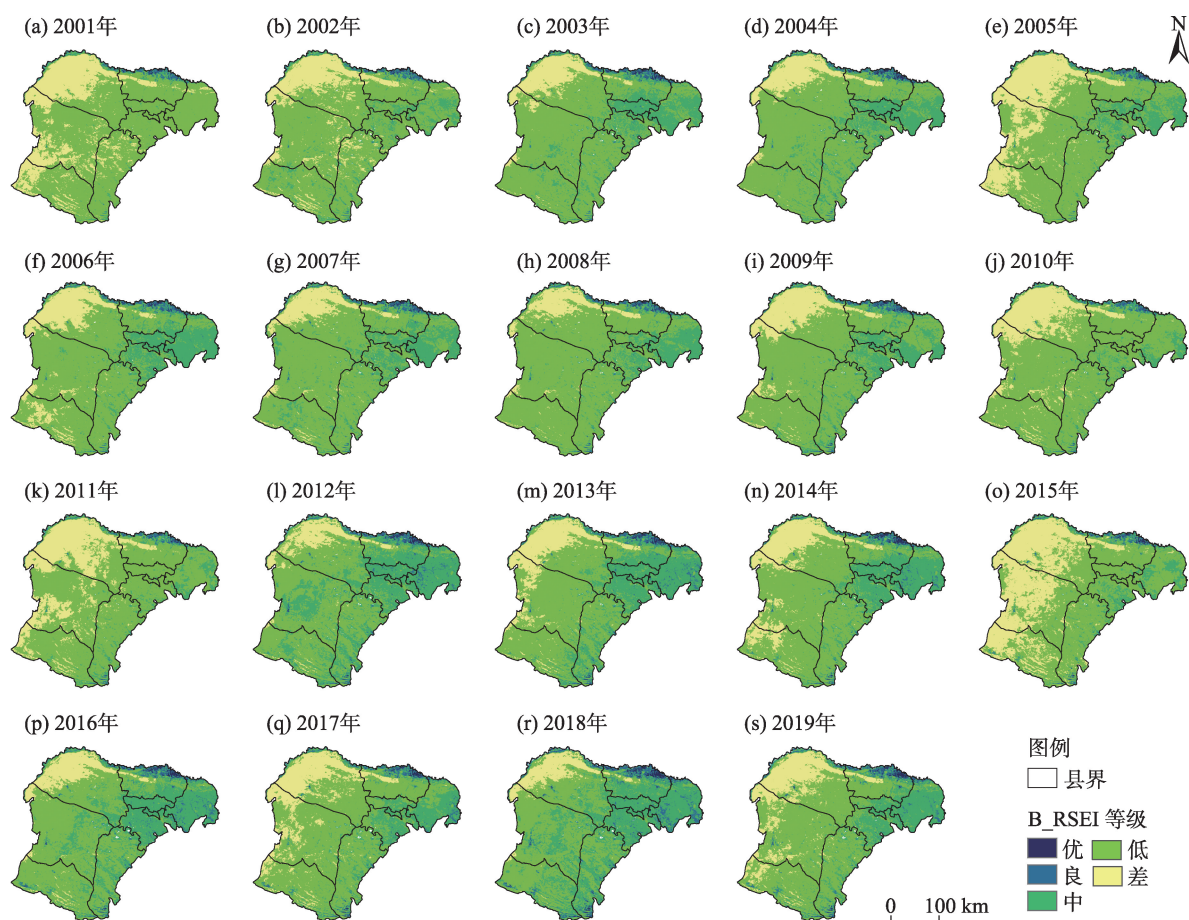 (a) 2001年
(b) 2002年
(c) 2003年
(d) 2004年
(e) 2005年
N
(f) 2006年
(g) 2007年
(h) 2008年
(i) 2009年
(j) 2010年
(k) 2011年
(l) 2012年
(m) 2013年
(n) 2014年
(o) 2015年
(p) 2016年
(q) 2017年
(r) 2018年
(s) 2019年
图例
县界
B_RSEI 等级
优 低
良 差
中
0 100 km